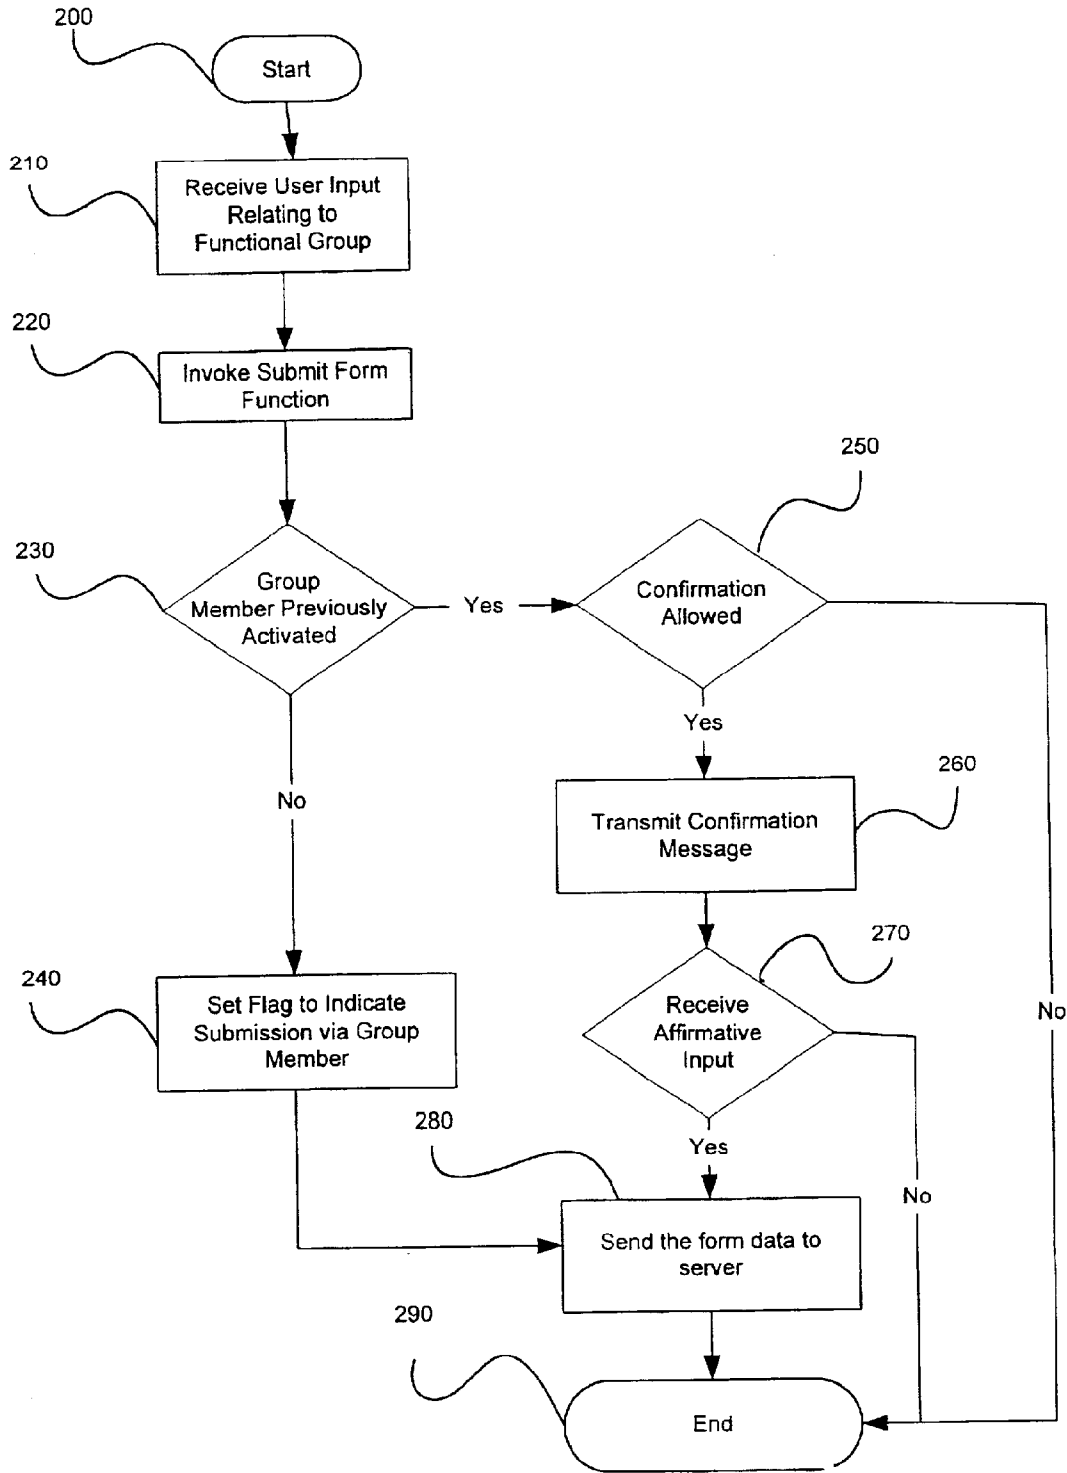 200
Start
210
Receive User Input
Relating to
Functional Group
220
Invoke Submit Form
Function
230
Group
Member Previously
Activated
Yes
250
Confirmation
Allowed
Yes
No
260
Transmit Confirmation
Message
No
240
Set Flag to Indicate
Submission via Group
Member
270
Receive
Affirmative
Input
No
Yes
280
Send the form data to
server
290
End